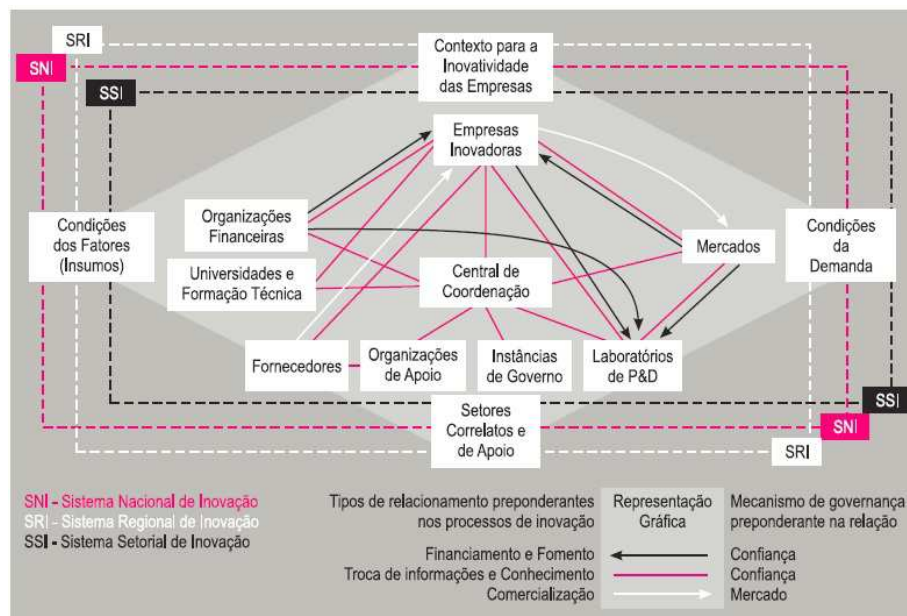 SRI
SNI
SSI
Contexto para a
Inovatividade
das Empresas
Empresas
Inovadoras
Condições
dos Fatores
(Insumos)
Organizações
Financeiras
Mercados
Condições
da
Demanda
Universidades e
Formação Técnica
Central de
Coordenação
Fornecedores
Organizações
de Apoio
Instâncias
de Governo
Laboratórios
de P&D
Setores
Correlatos e
de Apoio
SSI
SNI
SRI
SNI - Sistema Nacional de Inovação
SRI - Sistema Regional de Inovação
SSI - Sistema Setorial de Inovação
Tipos de relacionamento preponderantes
nos processos de inovação
Representação
Gráfica
Mecanismo de governança
preponderante na relação
Financiamento e Fomento
Confiança
Troca de informações e Conhecimento
Confiança
Comercialização
Mercado